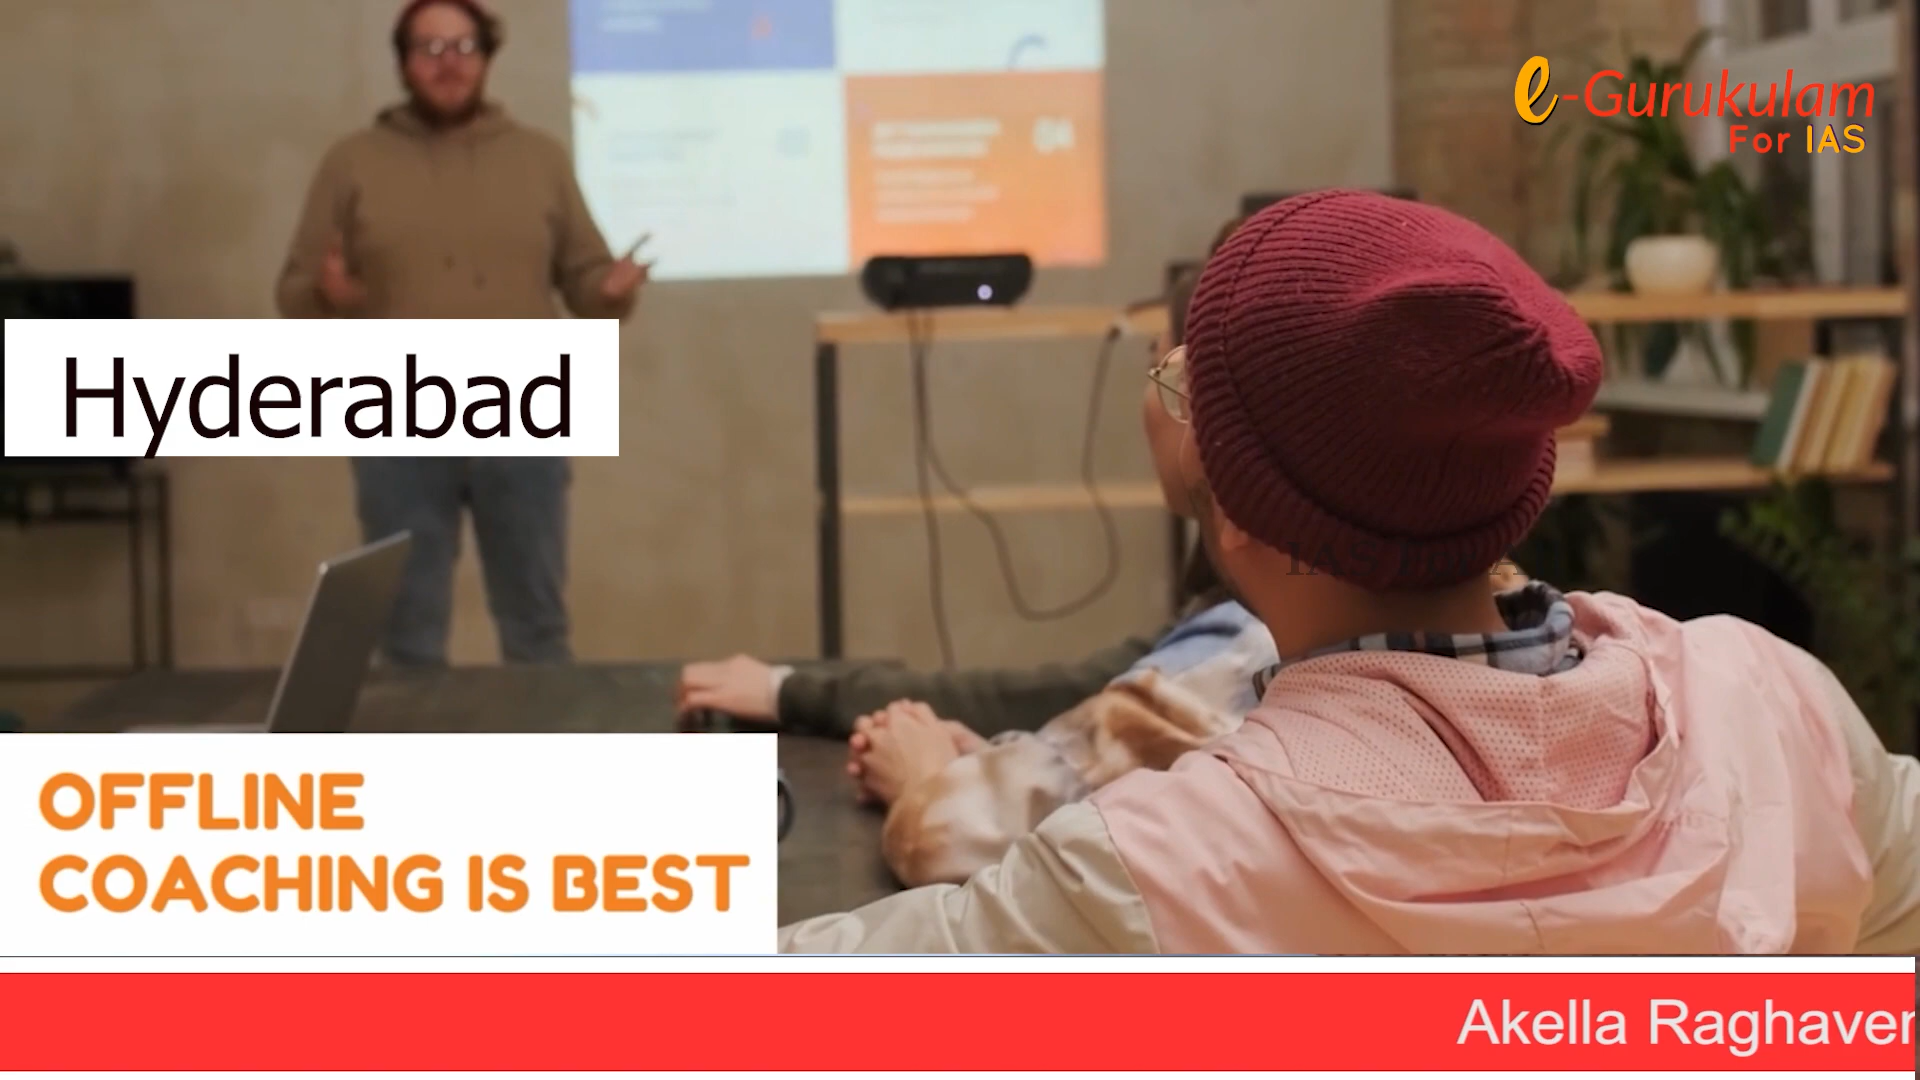 e-Gurukulam
For IAS
Hyderabad
OFFLINE
COACHING IS BEST
Akella Raghaver